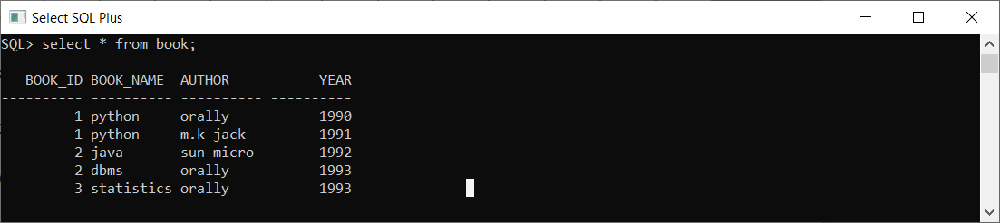 Select SQL Plus
SQL> select * from book;
BOOK_ID BOOK_NAME AUTHOR YEAR
---------- ---------- ---------- ----------
1 python orally 1990
1 python m.k jack 1991
2 java sun micro 1992
2 dbms orally 1993
3 statistics orally 1993